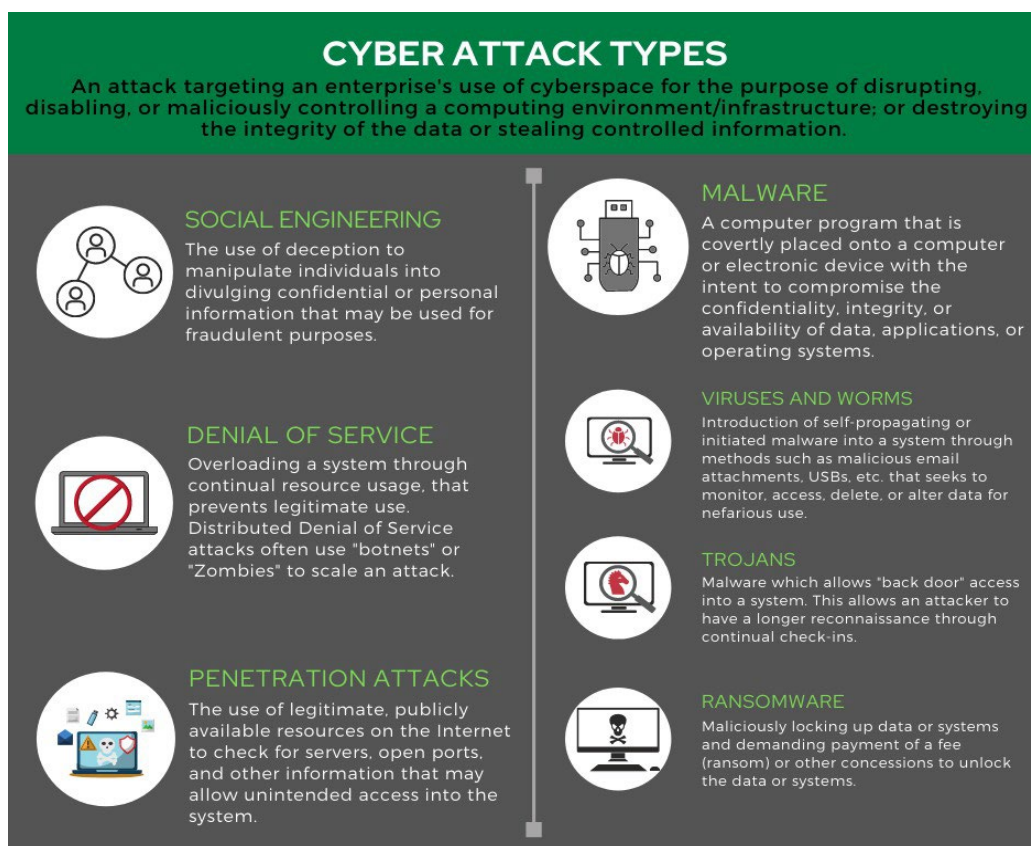 CYBER ATTACK TYPES
An attack targeting an enterprise's use of cyberspace for the purpose of disrupting,
disabling, or maliciously controlling a computing environment/infrastructure; or destroying
the integrity of the data or stealing controlled information.
SOCIAL ENGINEERING
The use of deception to
manipulate individuals into
divulging confidential or personal
information that may be used for
fraudulent purposes.
DENIAL OF SERVICE
Overloading a system through
continual resource usage, that
prevents legitimate use.
Distributed Denial of Service
attacks often use "botnets" or
"Zombies" to scale an attack.
PENETRATION ATTACKS
The use of legitimate, publicly
available resources on the Internet
to check for servers, open ports,
and other information that may
allow unintended access into the
system.
MALWARE
A computer program that is
covertly placed onto a computer
or electronic device with the
intent to compromise the
confidentiality, integrity, or
availability of data, applications, or
operating systems.
VIRUSES AND WORMS
Introduction of self-propagating or
initiated malware into a system through
methods such as malicious email
attachments, USBs, etc. that seeks to
monitor, access, delete, or alter data for
nefarious use.
TROJANS
Malware which allows "back door" access
into a system. This allows an attacker to
have a longer reconnaissance through
continual check-ins.
RANSOMWARE
Maliciously locking up data or systems
and demanding payment of a fee
(ransom) or other concessions to unlock
the data or systems.